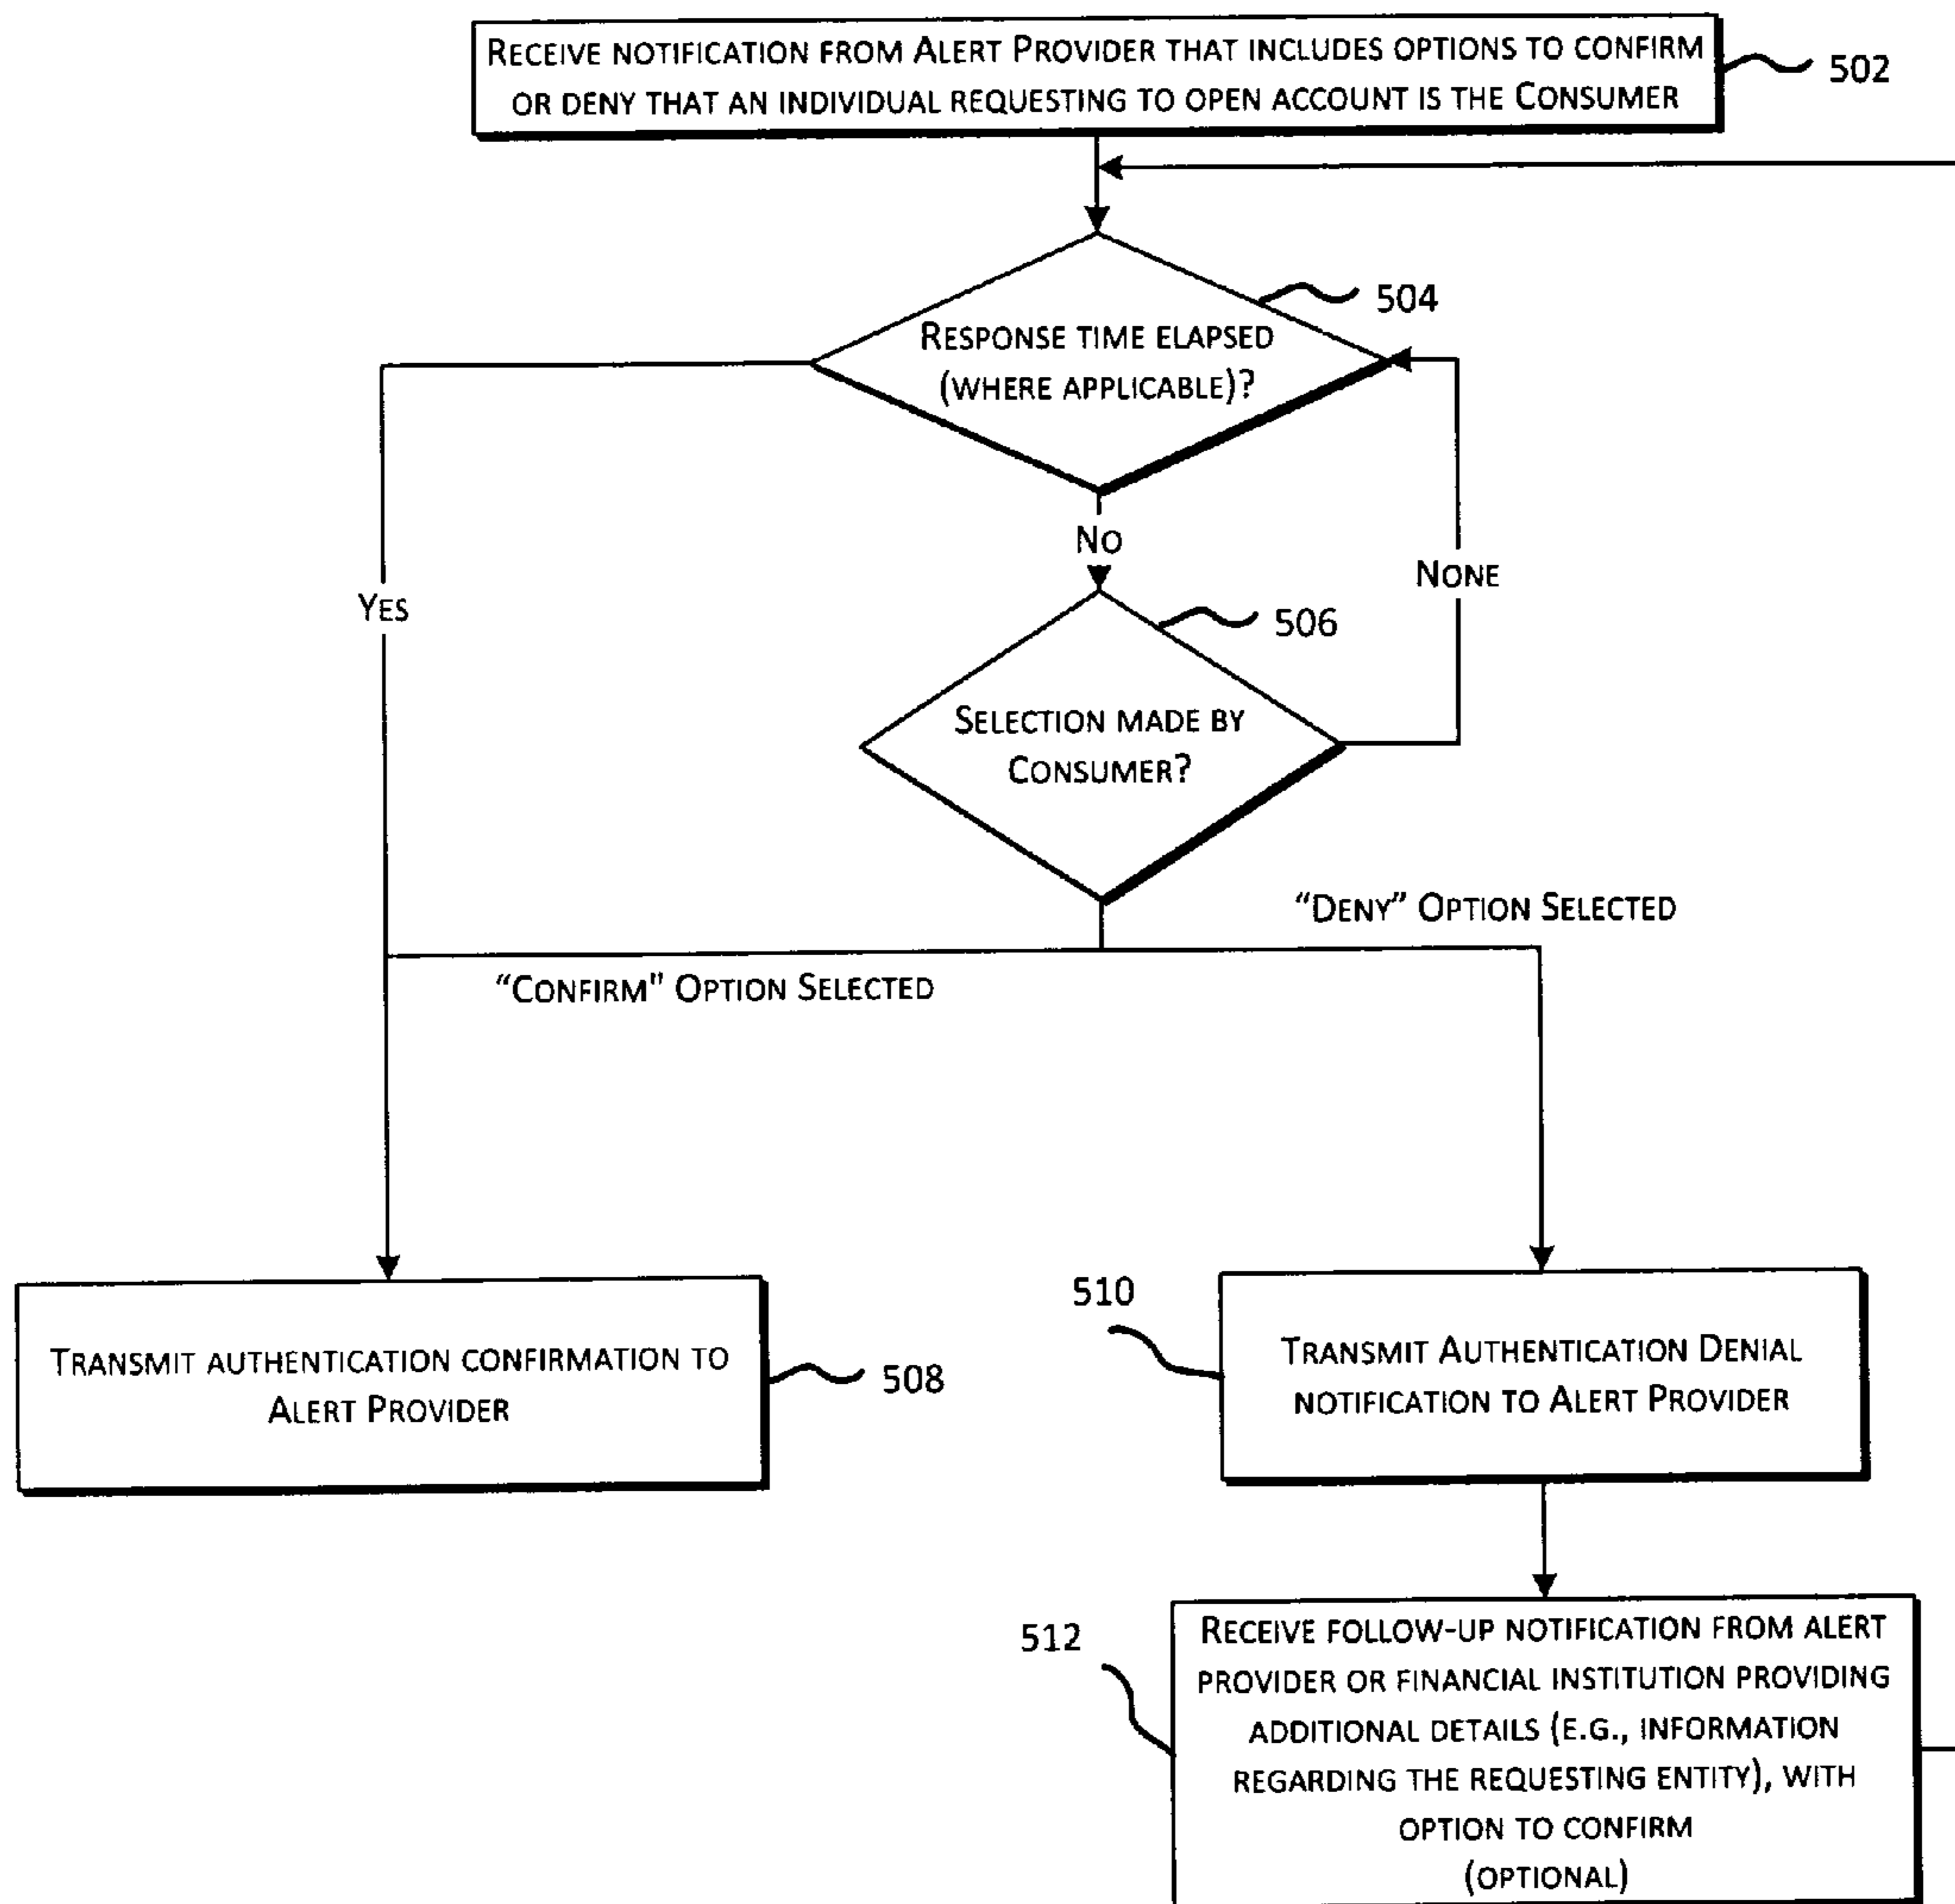 RECEIVE NOTIFICATION FROM ALERT PROVIDER THAT INCLUDES OPTIONS TO CONFIRM
OR DENY THAT AN INDIVIDUAL REQUESTING TO OPEN ACCOUNT IS THE CONSUMER
502
504
RESPONSE TIME ELAPSED
(WHERE APPLICABLE)?
NO
NONE
YES
506
SELECTION MADE BY
CONSUMER?
“DENY” OPTION SELECTED
“CONFIRM” OPTION SELECTED
TRANSMIT AUTHENTICATION CONFIRMATION TO
ALERT PROVIDER
508
510
TRANSMIT AUTHENTICATION DENIAL
NOTIFICATION TO ALERT PROVIDER
512
RECEIVE FOLLOW-UP NOTIFICATION FROM ALERT
PROVIDER OR FINANCIAL INSTITUTION PROVIDING
ADDITIONAL DETAILS (E.G., INFORMATION
REGARDING THE REQUESTING ENTITY), WITH
OPTION TO CONFIRM
(OPTIONAL)